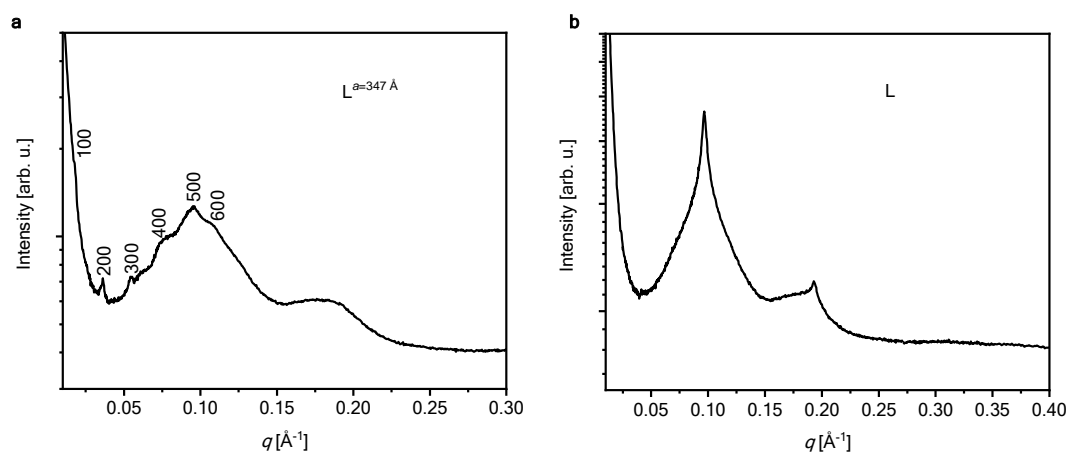 a
Intensity [arb. u.]
L^a=347 Å
100
200
300
400
500
600
0.05 0.10 0.15 0.20 0.25 0.30
q [Å-1]
b
Intensity [arb. u.]
L
0.05 0.10 0.15 0.20 0.25 0.30 0.35 0.40
q [Å-1]